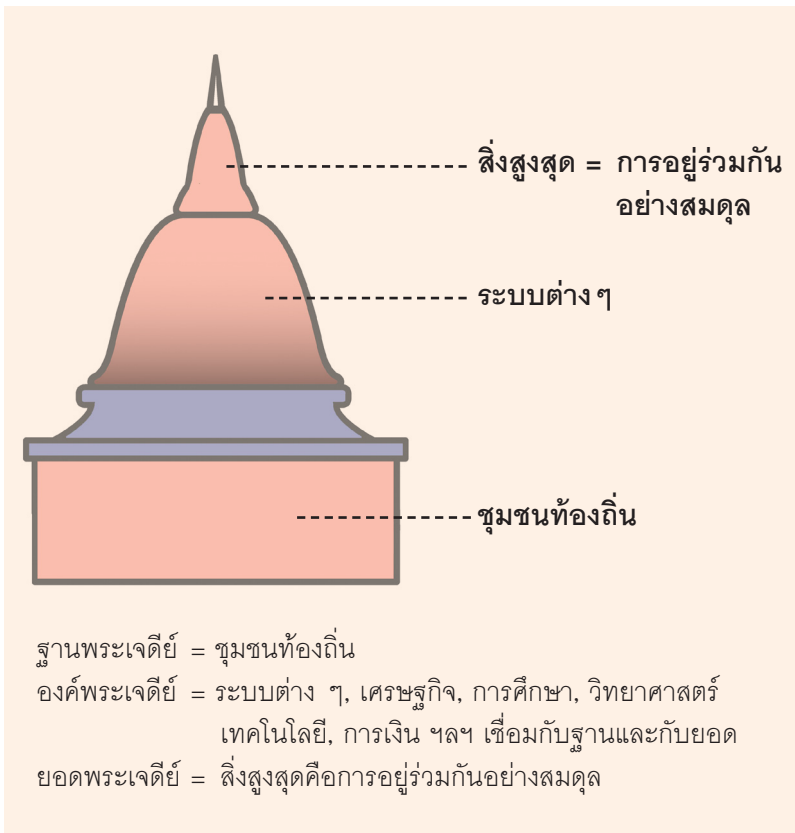 สิ่งสูงสุด = การอยู่ร่วมกัน
อย่างสมดุล
ระบบต่าง ๆ
ชุมชนท้องถิ่น
ฐานพระเจดีย์ = ชุมชนท้องถิ่น
องค์พระเจดีย์ = ระบบต่าง ๆ, เศรษฐกิจ, การศึกษา, วิทยาศาสตร์
เทคโนโลยี, การเงิน ฯลฯ เชื่อมกับฐานและกับยอด
ยอดพระเจดีย์ = สิ่งสูงสุดคือการอยู่ร่วมกันอย่างสมดุล